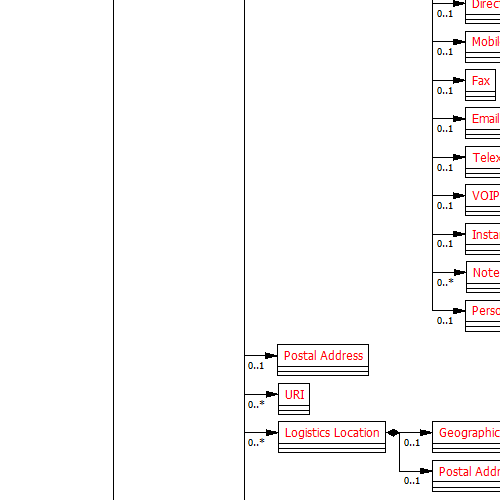 Direc
0..1
Mobil
0..1
Fax
0..1
Email
0..1
Telex
0..1
VOIP
0..1
Insta
0..1
Note
0..*
Perso
0..1
Postal Address
0..1
URI
0..*
Logistics Location
0..*
Geographic
0..1
Postal Addr
0..1